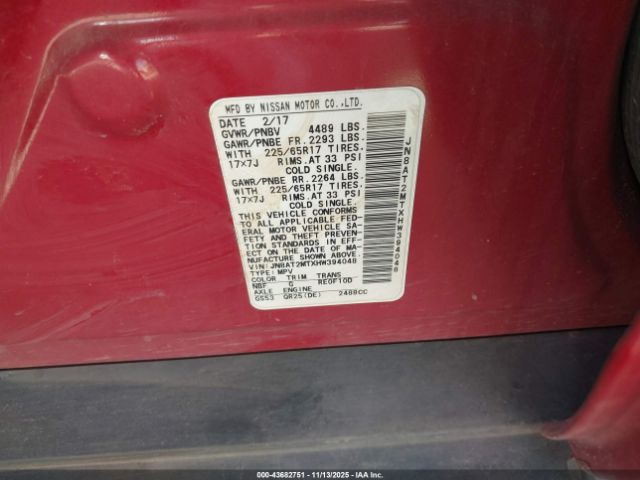 MFD BY NISSAN MOTOR CO.,LTD.
DATE 2/17
GVWR/PNBV 4489 LBS.
GAWR/PNBE FR. 2293 LBS.
WITH 225/65R17 TIRES.
17×7J RIMS. AT 33 PSI
COLD SINGLE.
GAWR/PNBE RR. 2264 LBS.
WITH 225/65R17 TIRES.
17×7J RIMS. AT 33 PSI
COLD SINGLE.
THIS VEHICLE CONFORMS
TO ALL APPLICABLE FED-
ERAL MOTOR VEHICLE SA-
FETY AND THEFT PREVEN-
TION STANDARDS IN EFF-
ECT ON THE DATE OF MA-
NUFACTURE SHOWN ABOVE.
VIN:JN8AT2MTXHW394048
TYPE: MPV
COLOR TRIM TRANS
NBF G RE0F10D
AXLE ENGINE
GS53 QR25(DE) 2488CC
JN8AT2MTXHW394048
000-43682751 - 11/13/2025 - IAA Inc.